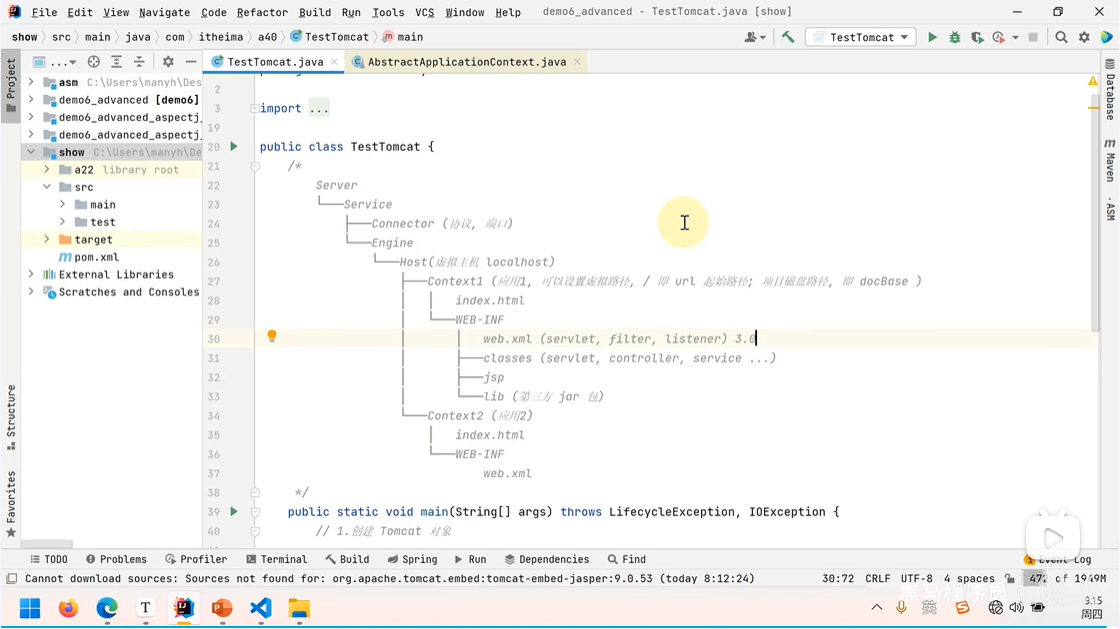 File Edit View Navigate Code Refactor Build Run Tools VCS Window Help demo6_advanced - TestTomcat.java [show]
show src main java com itheima a40 TestTomcat main TestTomcat
Project ... TestTomcat.java AbstractApplicationContext.java
asm C:\Users\manyh\Des
demo6_advanced [demo6]
demo6_advanced_aspectj_
demo6_advanced_aspectj_
show C:\Users\manyh\De
a22 library root
src
main
test
target
pom.xml
External Libraries
Scratches and Consoles
2
3 import ...
19
20 public class TestTomcat {
21 /*
22 Server
23 └───Service
24 ├───Connector (协议, 端口)
25 └───Engine
26 └───Host(虚拟主机 localhost)
27 ├───Context1 (应用1, 可以设置虚拟路径, / 即 url 起始路径; 项目磁盘路径, 即 docBase )
28 │ │ index.html
29 │ └───WEB-INF
30 │ │ web.xml (servlet, filter, listener) 3.0
31 │ ├───classes (servlet, controller, service ...)
32 │ ├───jsp
33 │ └───lib (第三方 jar 包)
34 └───Context2 (应用2)
35 │ index.html
36 └───WEB-INF
37 web.xml
38 */
39 public static void main(String[] args) throws LifecycleException, IOException {
40 // 1.创建 Tomcat 对象
Structure
Favorites
Database
m Maven
ASM
TODO Problems Profiler Terminal Build Spring Run Dependencies Find Event Log
Cannot download sources: Sources not found for: org.apache.tomcat.embed:tomcat-embed-jasper:9.0.53 (today 8:12:24) 30:72 CRLF UTF-8 4 spaces 472 of 1949M
黑马程序员
T P 英 S 9:15
周四